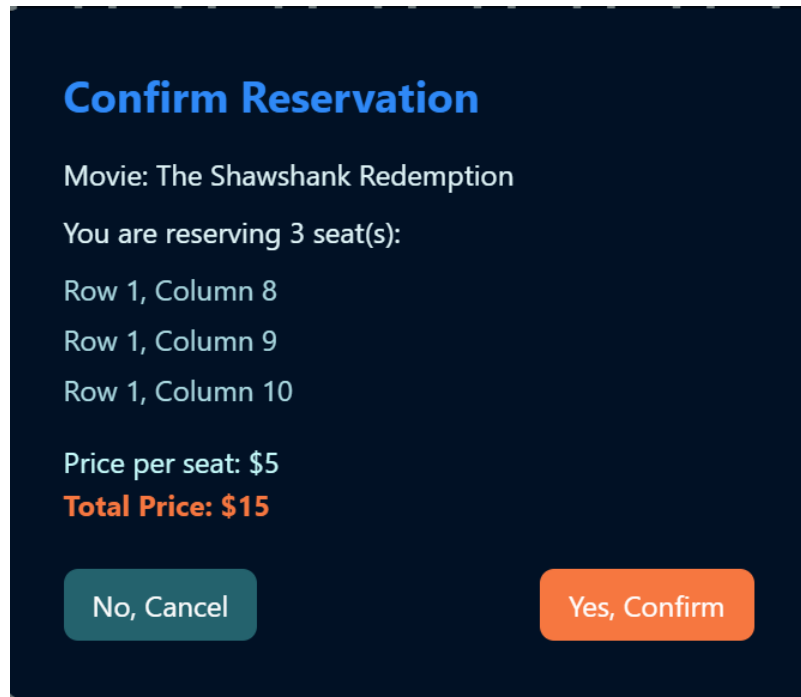 Confirm Reservation
Movie: The Shawshank Redemption
You are reserving 3 seat(s):
Row 1, Column 8
Row 1, Column 9
Row 1, Column 10
Price per seat: $5
Total Price: $15
No, Cancel
Yes, Confirm